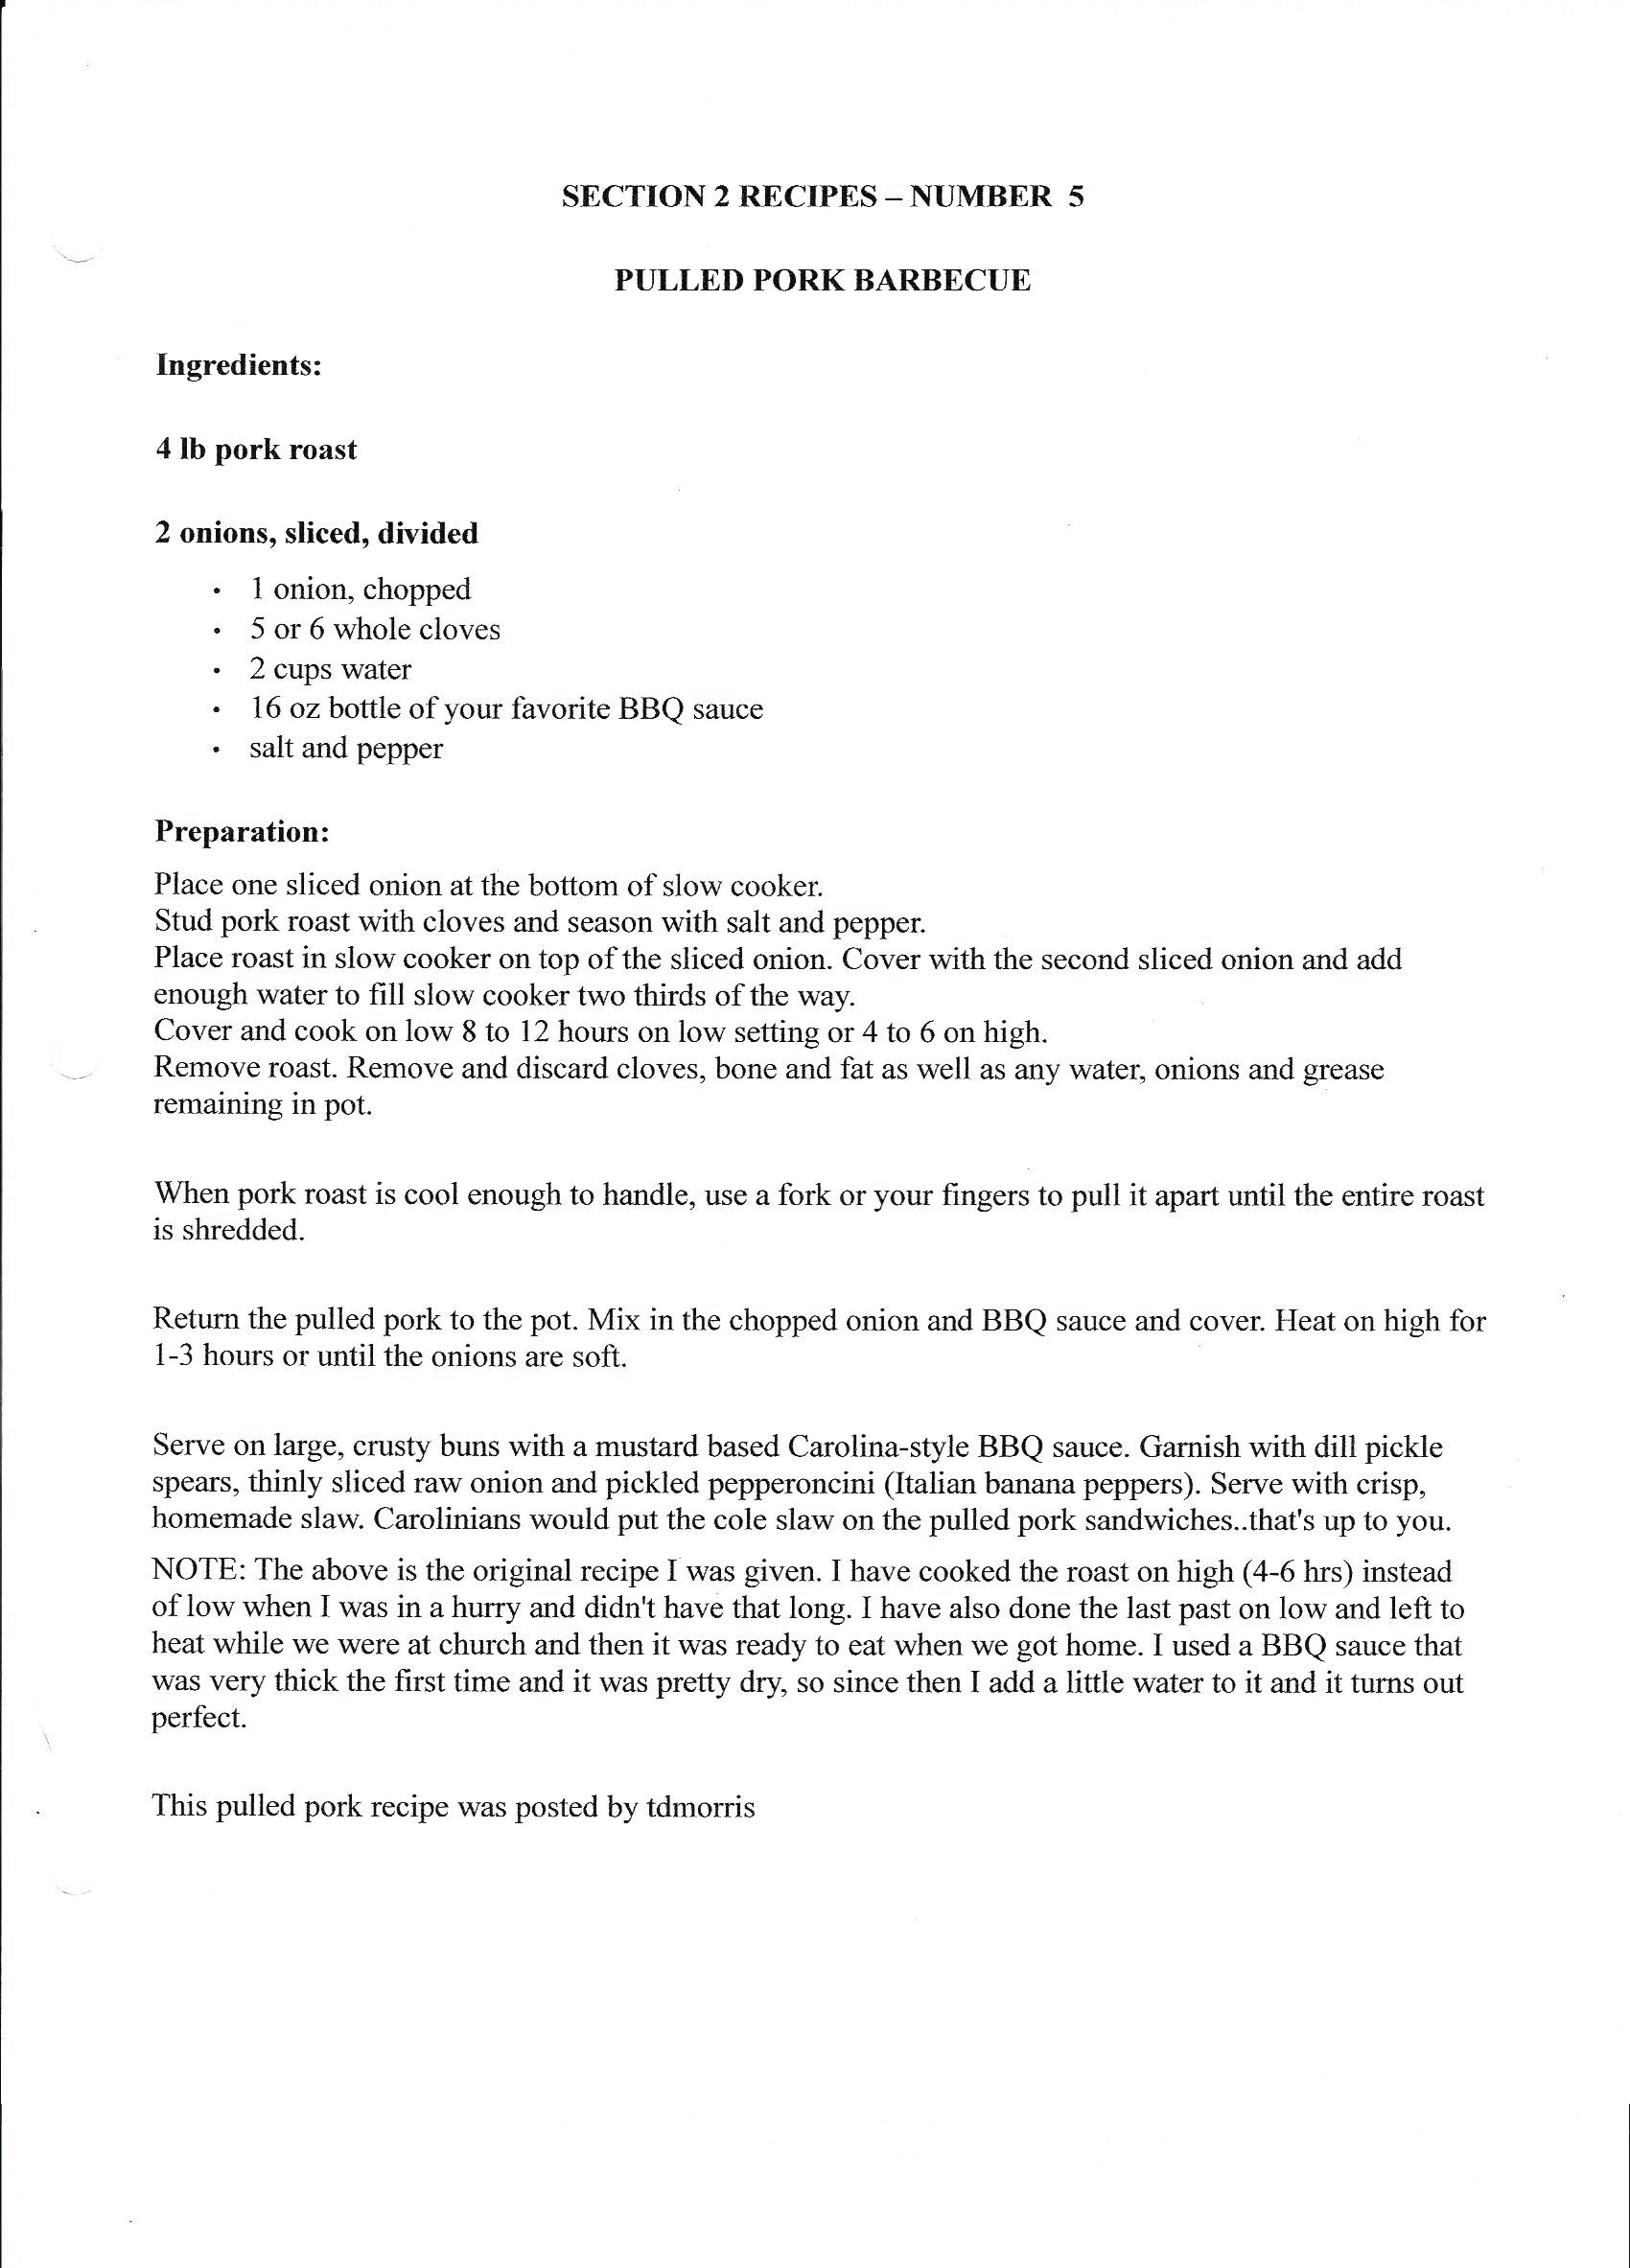 SECTION 2 RECIPES – NUMBER 5
PULLED PORK BARBECUE
Ingredients:
4 lb pork roast
2 onions, sliced, divided
• 1 onion, chopped
• 5 or 6 whole cloves
• 2 cups water
• 16 oz bottle of your favorite BBQ sauce
• salt and pepper
Preparation:
Place one sliced onion at the bottom of slow cooker.
Stud pork roast with cloves and season with salt and pepper.
Place roast in slow cooker on top of the sliced onion. Cover with the second sliced onion and add
enough water to fill slow cooker two thirds of the way.
Cover and cook on low 8 to 12 hours on low setting or 4 to 6 on high.
Remove roast. Remove and discard cloves, bone and fat as well as any water, onions and grease
remaining in pot.
When pork roast is cool enough to handle, use a fork or your fingers to pull it apart until the entire roast
is shredded.
Return the pulled pork to the pot. Mix in the chopped onion and BBQ sauce and cover. Heat on high for
1-3 hours or until the onions are soft.
Serve on large, crusty buns with a mustard based Carolina-style BBQ sauce. Garnish with dill pickle
spears, thinly sliced raw onion and pickled pepperoncini (Italian banana peppers). Serve with crisp,
homemade slaw. Carolinians would put the cole slaw on the pulled pork sandwiches..that's up to you.
NOTE: The above is the original recipe I was given. I have cooked the roast on high (4-6 hrs) instead
of low when I was in a hurry and didn't have that long. I have also done the last past on low and left to
heat while we were at church and then it was ready to eat when we got home. I used a BBQ sauce that
was very thick the first time and it was pretty dry, so since then I add a little water to it and it turns out
perfect.
This pulled pork recipe was posted by tdmorris